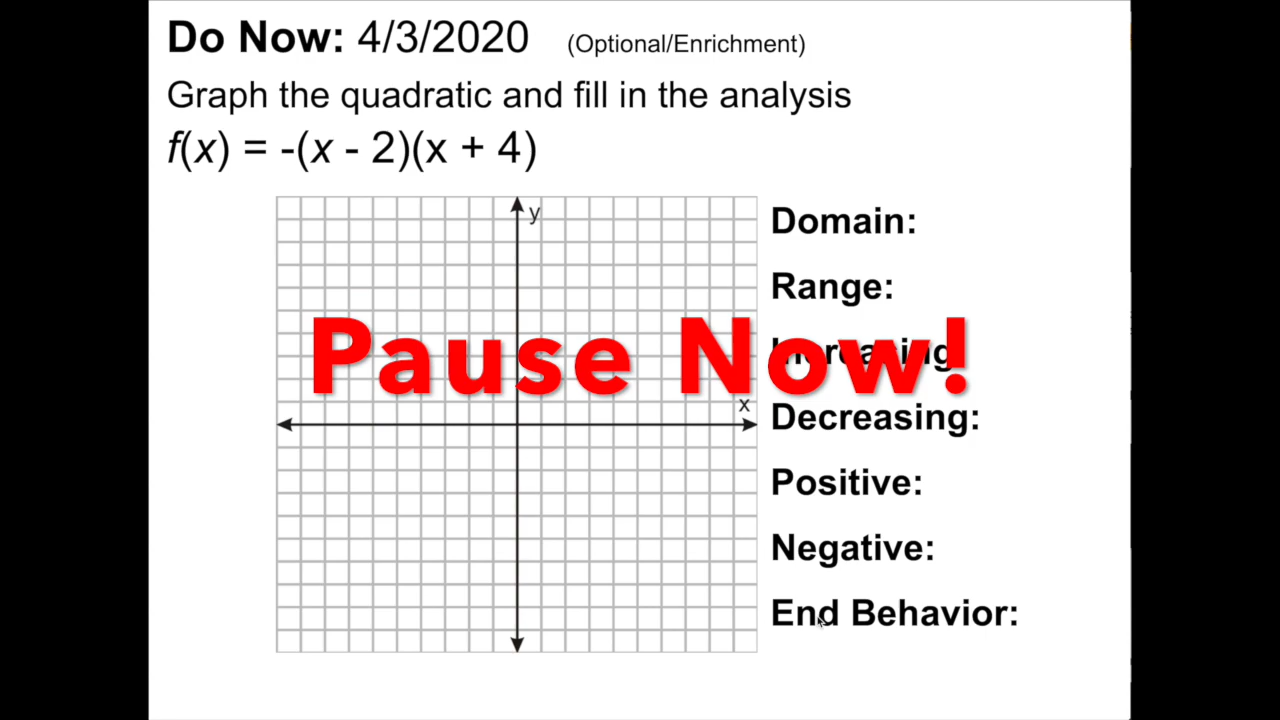 Do Now: 4/3/2020 (Optional/Enrichment)
Graph the quadratic and fill in the analysis
f(x) = -(x - 2)(x + 4)
y
Domain:
Range:
Pause Now!
Increasing
x
Decreasing:
Positive:
Negative:
End Behavior: